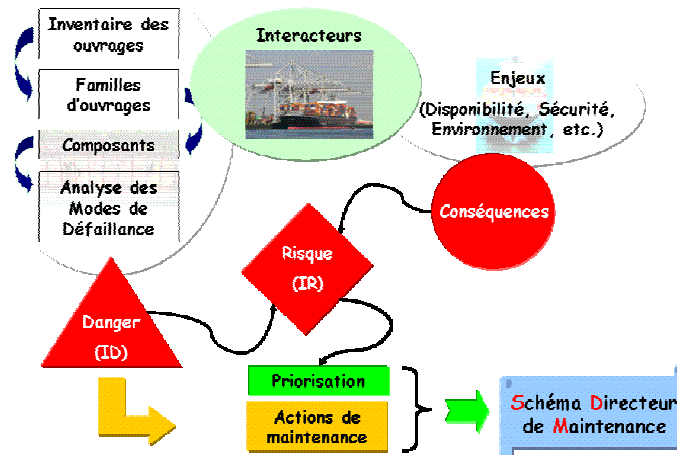 Inventaire des
ouvrages
Familles
d'ouvrages
Composants
Analyse des
Modes de
Défaillance
Interacteurs
Enjeux
(Disponibilité, Sécurité,
Environnement, etc.)
Conséquences
Risque
(IR)
Danger
(ID)
Priorisation
Actions de
maintenance
Schéma Directeur
de Maintenance